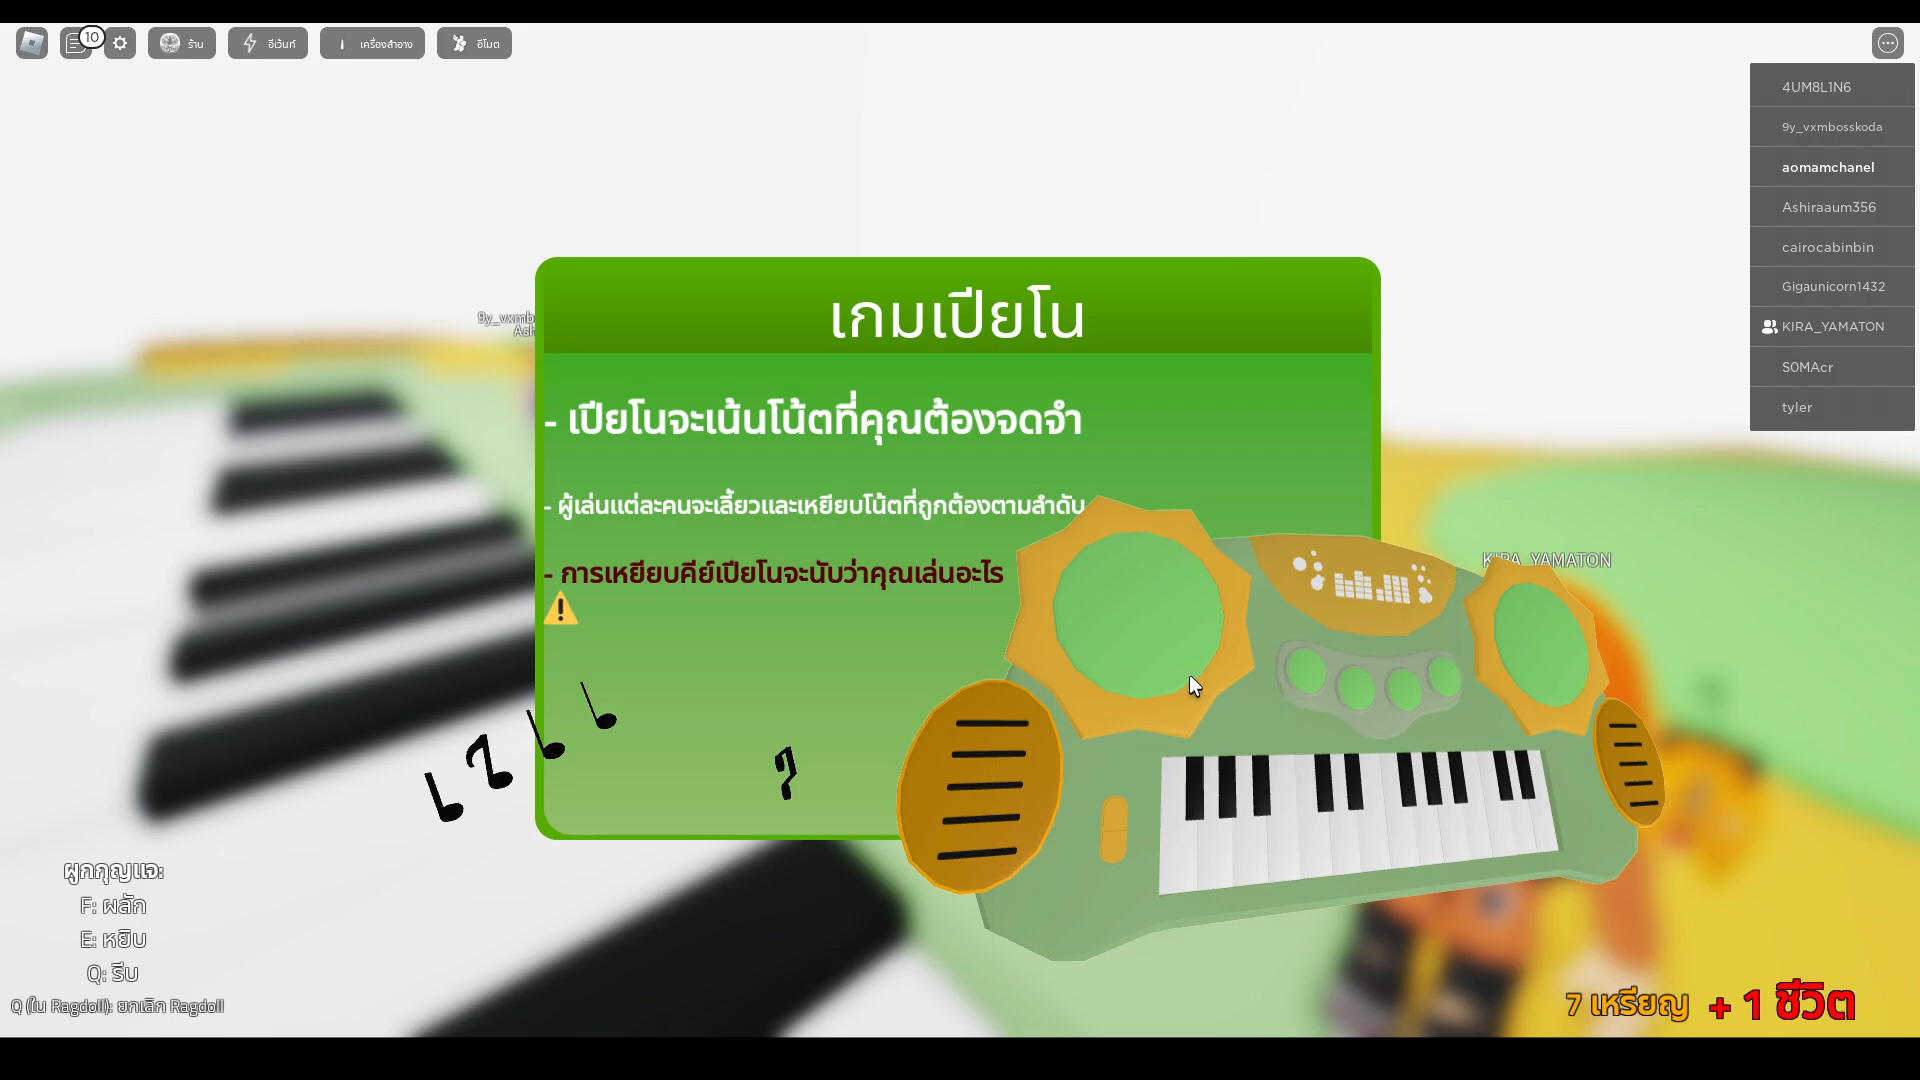 10
ร้าน
อีเว้นท์
เครื่องสำอาง
อีโมต
4UM8L1N6
9y_vxmbosskoda
aomamchanel
Ashiraaum356
cairocabinbin
Gigaunicorn1432
KIRA_YAMATON
S0MAcr
tyler
9y_vxmb
Ash
เกมเปียโน
- เปียโนจะเน้นโน้ตที่คุณต้องจดจำ
- ผู้เล่นแต่ละคนจะเลี้ยวและเหยียบโน้ตที่ถูกต้องตามลำดับ
- การเหยียบคีย์เปียโนจะนับว่าคุณเล่นอะไร
⚠️
KIRA_YAMATON
ผูกกุญแจ:
F: ผลัก
E: หยิบ
Q: รีบ
Q (ใน Ragdoll): ยกเลิก Ragdoll
7 เหรียญ + 1 ชีวิต